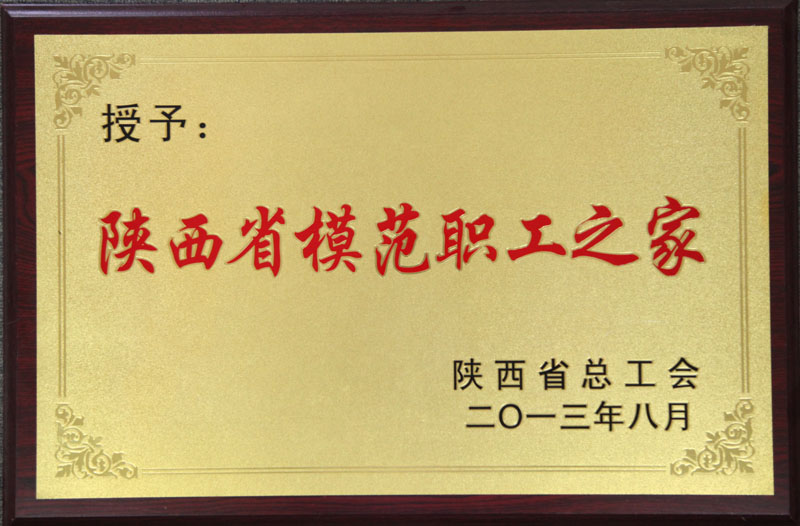 授予：
陕西省模范职工之家
陕西省总工会
二〇一三年八月